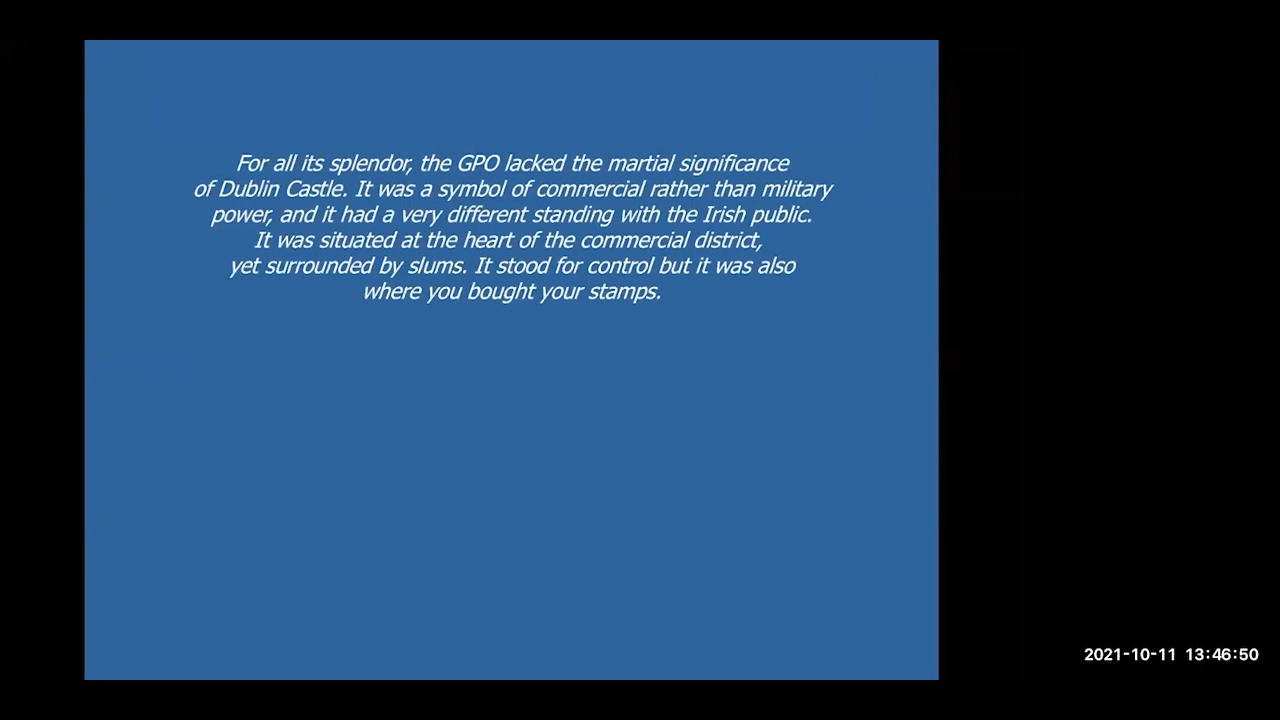 For all its splendor, the GPO lacked the martial significance
of Dublin Castle. It was a symbol of commercial rather than military
power, and it had a very different standing with the Irish public.
It was situated at the heart of the commercial district,
yet surrounded by slums. It stood for control but it was also
where you bought your stamps.
2021-10-11 13:46:50